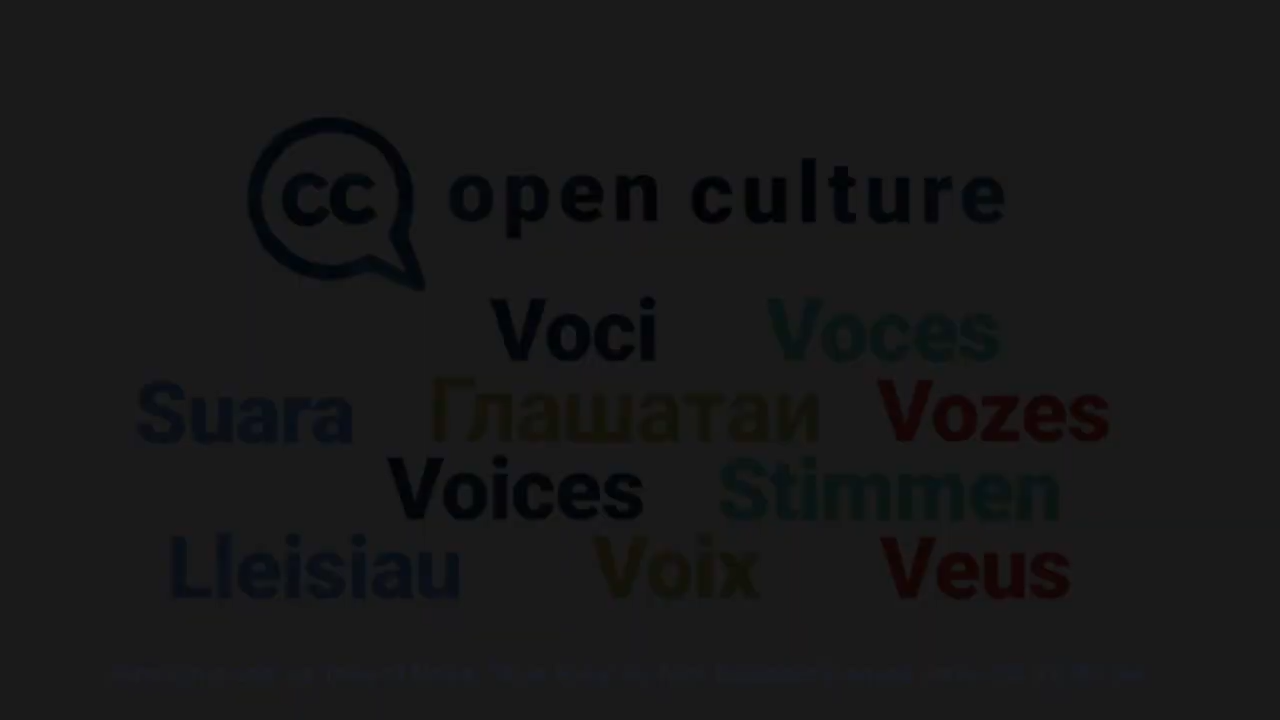 cc open culture
Voci Voces
Suara Глашатаи Vozes
Voices Stimmen
Lleisiau Voix Veus